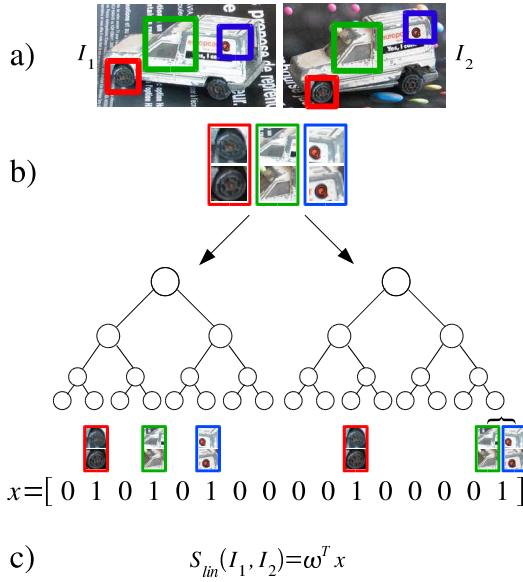 a)
I1
I2
b)
x=[ 0 1 0 1 0 1 0 0 0 0 1 0 0 0 0 1 ]
c)
Slin(I1, I2)=ωT x